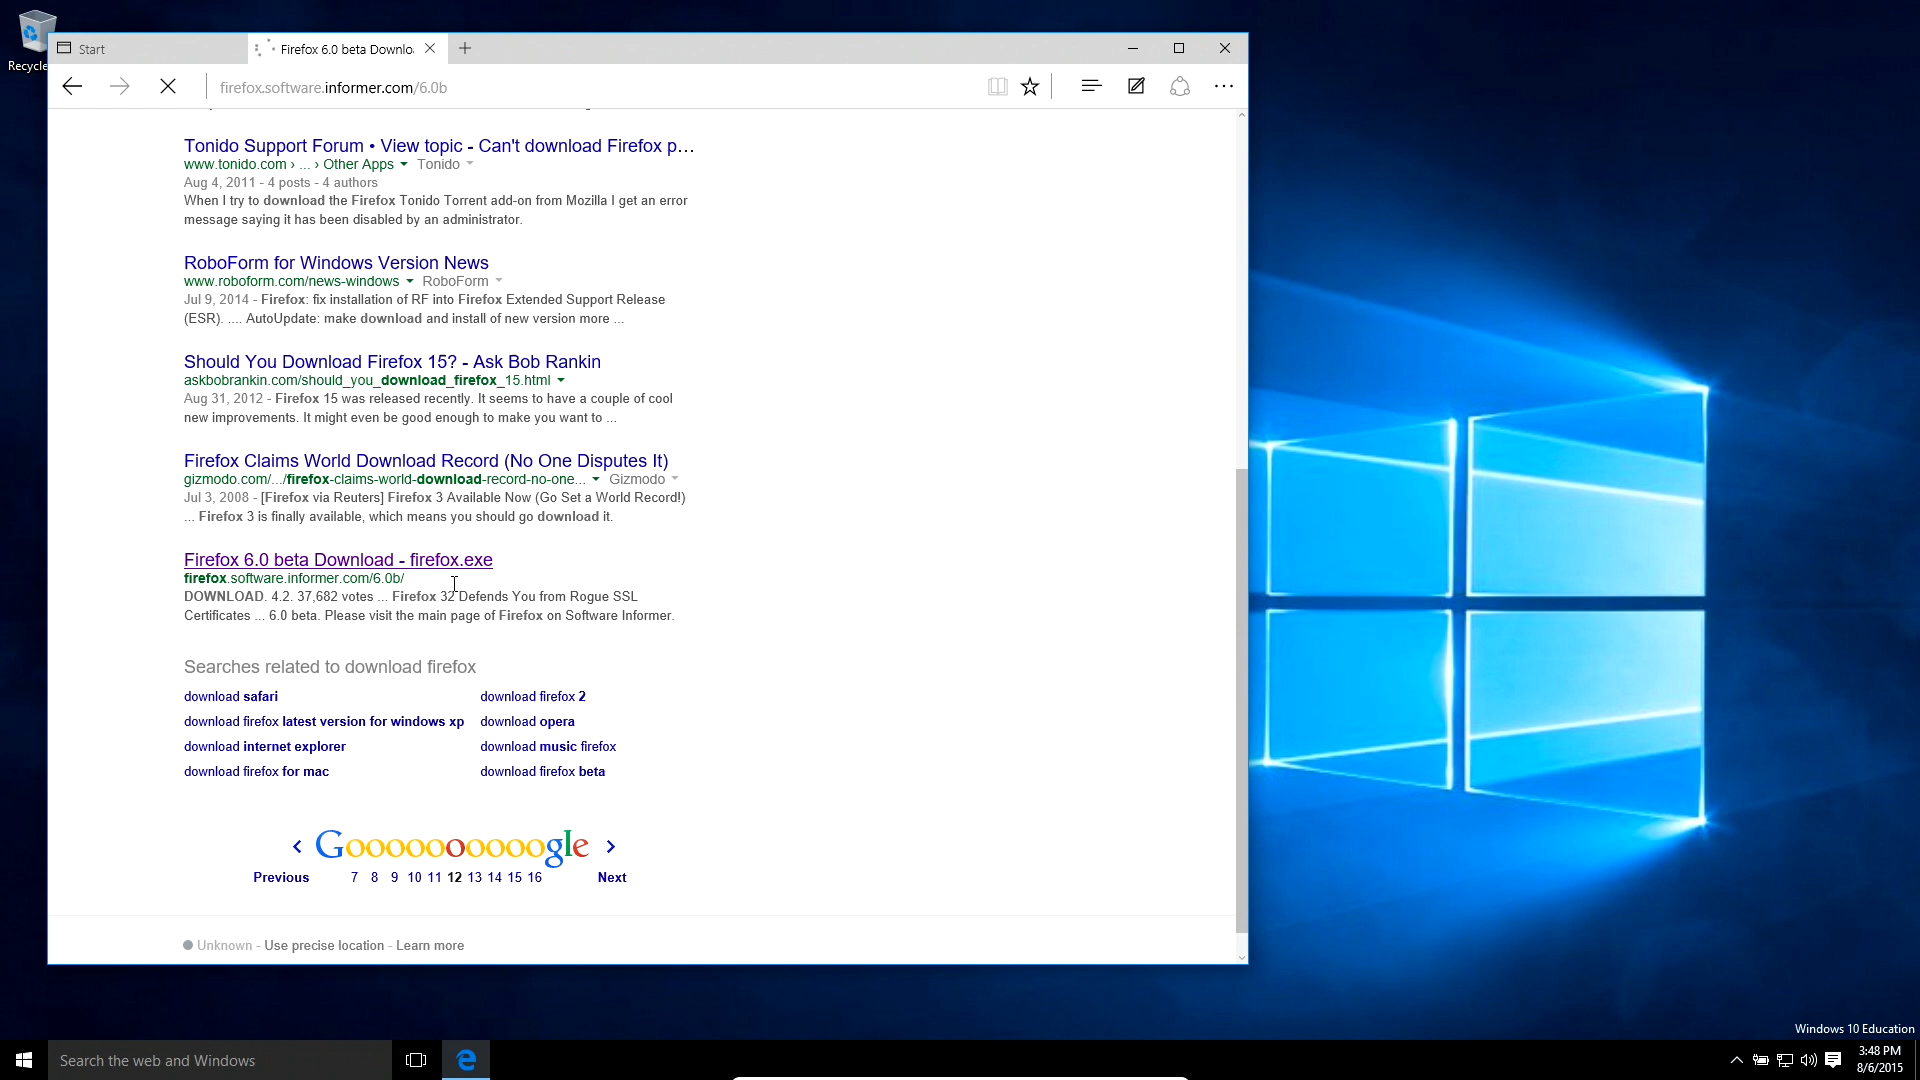 Recycle
Start
Firefox 6.0 beta Downlo
firefox.software.informer.com/6.0b
Tonido Support Forum • View topic - Can't download Firefox p...
www.tonido.com › ... › Other Apps ▾ Tonido ▾
Aug 4, 2011 - 4 posts - 4 authors
When I try to download the Firefox Tonido Torrent add-on from Mozilla I get an error
message saying it has been disabled by an administrator.
RoboForm for Windows Version News
www.roboform.com/news-windows ▾ RoboForm ▾
Jul 9, 2014 - Firefox: fix installation of RF into Firefox Extended Support Release
(ESR). .... AutoUpdate: make download and install of new version more ...
Should You Download Firefox 15? - Ask Bob Rankin
askbobrankin.com/should_you_download_firefox_15.html ▾
Aug 31, 2012 - Firefox 15 was released recently. It seems to have a couple of cool
new improvements. It might even be good enough to make you want to ...
Firefox Claims World Download Record (No One Disputes It)
gizmodo.com/.../firefox-claims-world-download-record-no-one... ▾ Gizmodo ▾
Jul 3, 2008 - [Firefox via Reuters] Firefox 3 Available Now (Go Set a World Record!)
... Firefox 3 is finally available, which means you should go download it.
Firefox 6.0 beta Download - firefox.exe
firefox.software.informer.com/6.0b/
DOWNLOAD. 4.2. 37,682 votes ... Firefox 32 Defends You from Rogue SSL
Certificates ... 6.0 beta. Please visit the main page of Firefox on Software Informer.
Searches related to download firefox
download safari download firefox 2
download firefox latest version for windows xp download opera
download internet explorer download music firefox
download firefox for mac download firefox beta
Goooooooooogle
Previous 7 8 9 10 11 12 13 14 15 16 Next
Unknown - Use precise location - Learn more
Windows 10 Education
Search the web and Windows
3:48 PM
8/6/2015